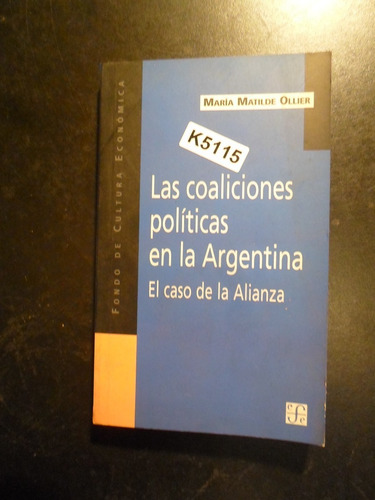 MARÍA MATILDE OLLIER
K5115
Las coaliciones
políticas
en la Argentina
El caso de la Alianza
FONDO DE CULTURA ECONÓMICA
fe